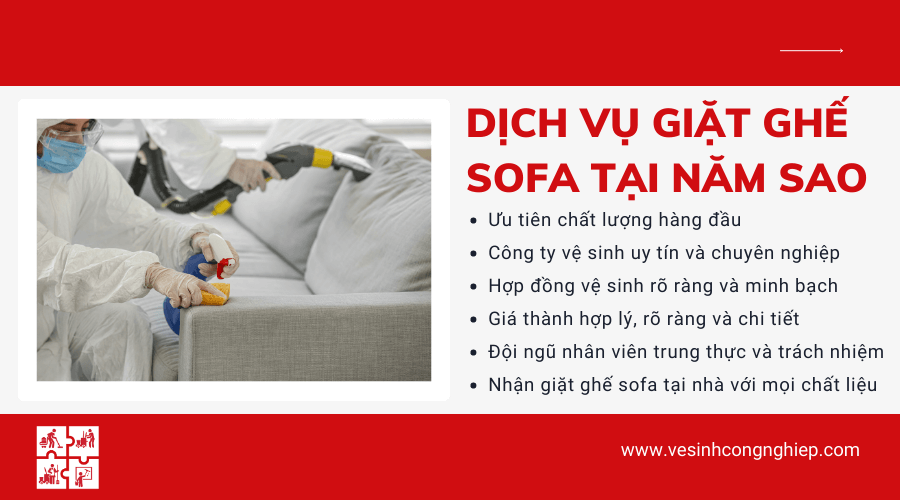 DỊCH VỤ GIẶT GHẾ
SOFA TẠI NĂM SAO
Ưu tiên chất lượng hàng đầu
Công ty vệ sinh uy tín và chuyên nghiệp
Hợp đồng vệ sinh rõ ràng và minh bạch
Giá thành hợp lý, rõ ràng và chi tiết
Đội ngũ nhân viên trung thực và trách nhiệm
Nhận giặt ghế sofa tại nhà với mọi chất liệu
www.vesinhcongnghiep.com